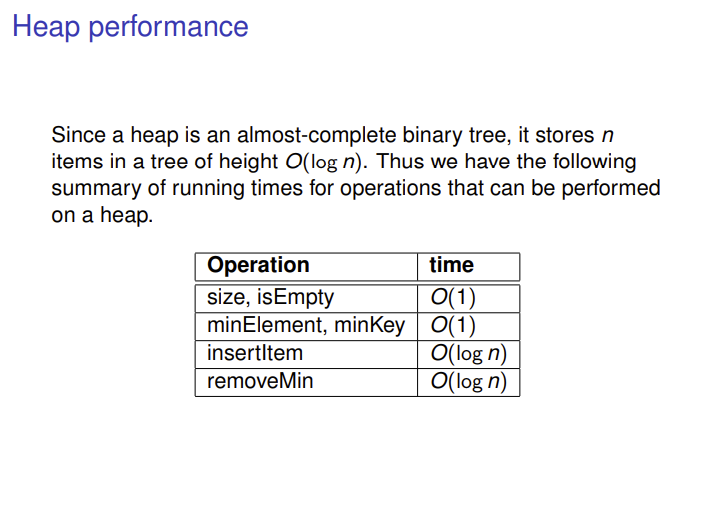 Heap performance
Since a heap is an almost-complete binary tree, it stores n
items in a tree of height O(log n). Thus we have the following
summary of running times for operations that can be performed
on a heap.
Operation time
size, isEmpty O(1)
minElement, minKey O(1)
insertItem O(log n)
removeMin O(log n)